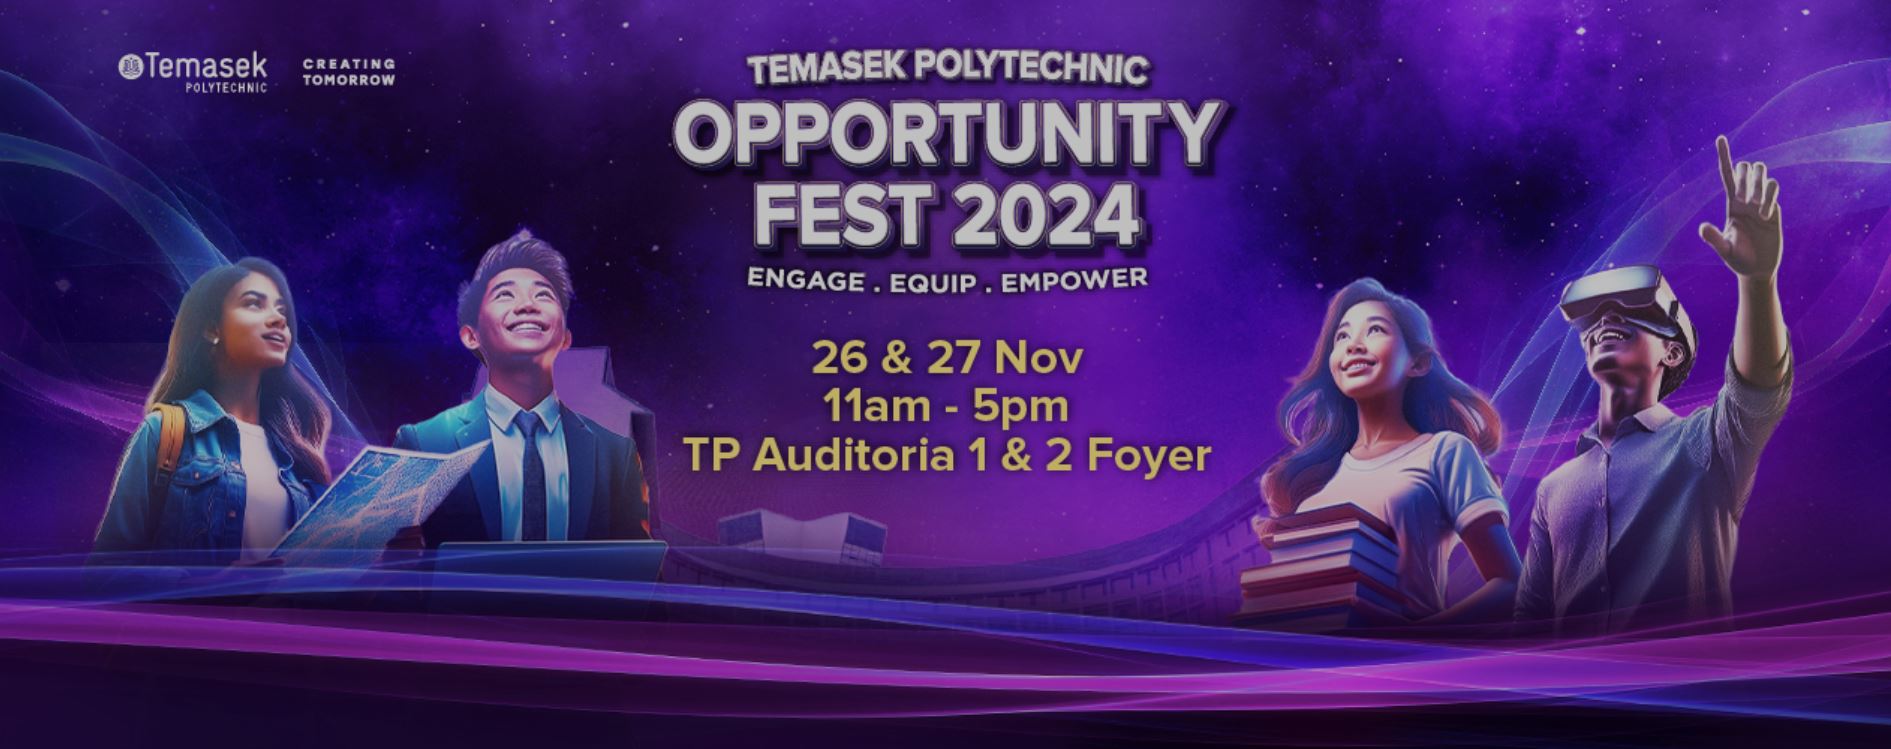 Temasek
POLYTECHNIC
CREATING
TOMORROW
TEMASEK POLYTECHNIC
OPPORTUNITY
FEST 2024
ENGAGE . EQUIP . EMPOWER
26 & 27 Nov
11am - 5pm
TP Auditoria 1 & 2 Foyer